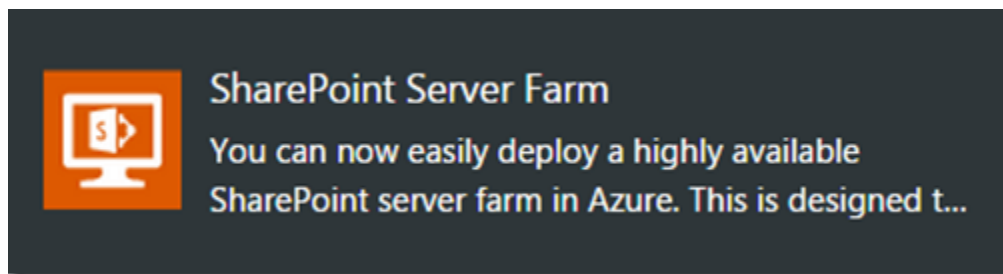 SharePoint Server Farm
You can now easily deploy a highly available
SharePoint server farm in Azure. This is designed t...
S